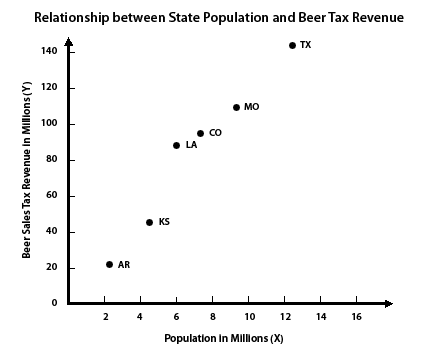 Relationship between State Population and Beer Tax Revenue
Beer Sales Tax Revenue in Millions (Y)
140
120
100
80
60
40
20
0
TX
MO
CO
LA
KS
AR
2 4 6 8 10 12 14 16
Population in Millions (X)